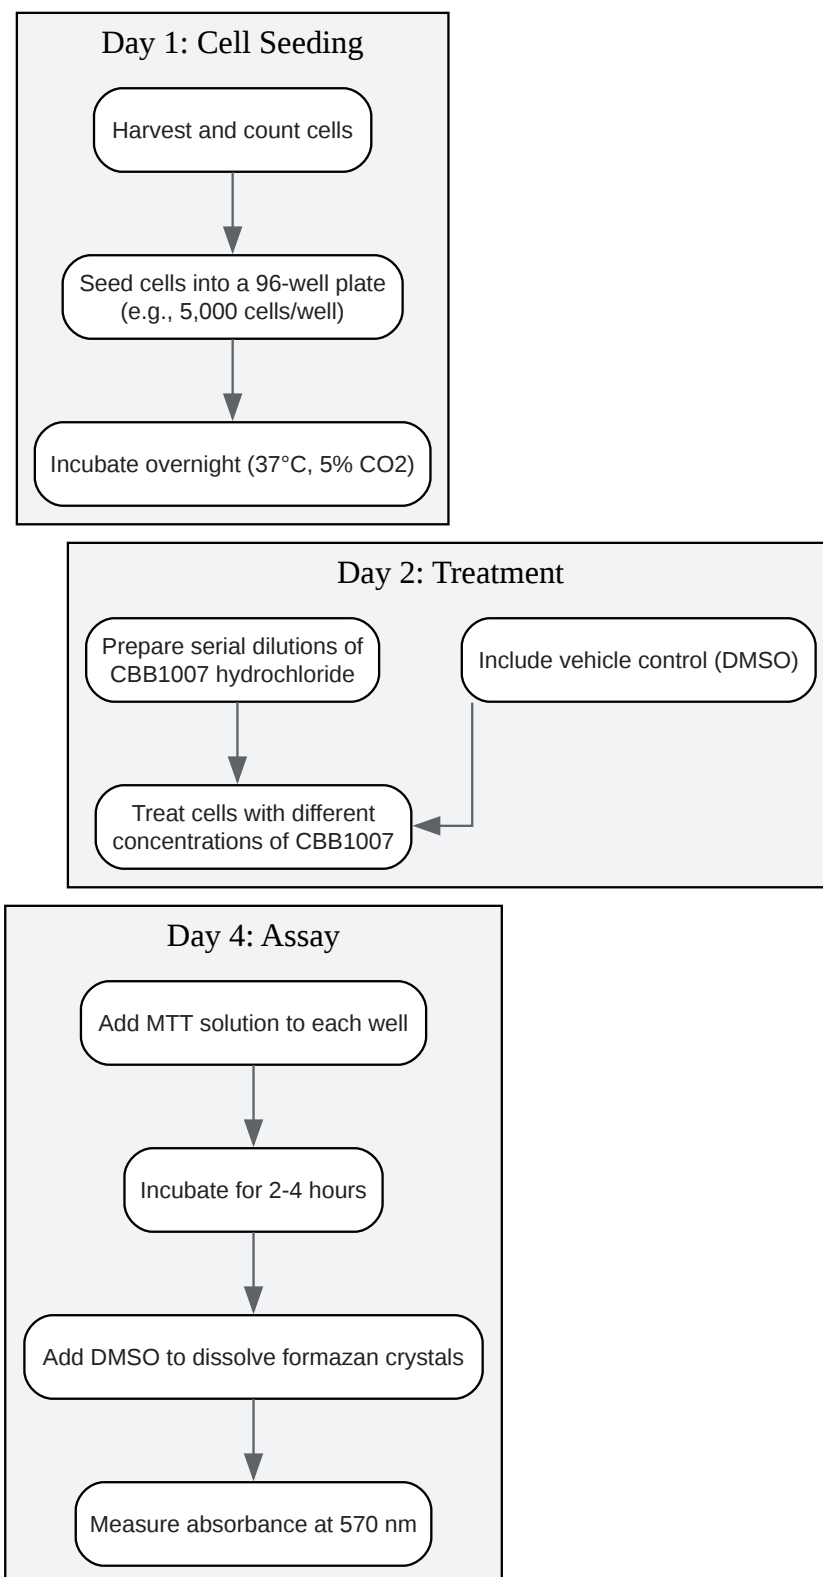 Day 1: Cell Seeding
Harvest and count cells
Seed cells into a 96-well plate
(e.g., 5,000 cells/well)
Incubate overnight (37°C, 5% CO2)
Day 2: Treatment
Prepare serial dilutions of
CBB1007 hydrochloride
Include vehicle control (DMSO)
Treat cells with different
concentrations of CBB1007
Day 4: Assay
Add MTT solution to each well
Incubate for 2-4 hours
Add DMSO to dissolve formazan crystals
Measure absorbance at 570 nm